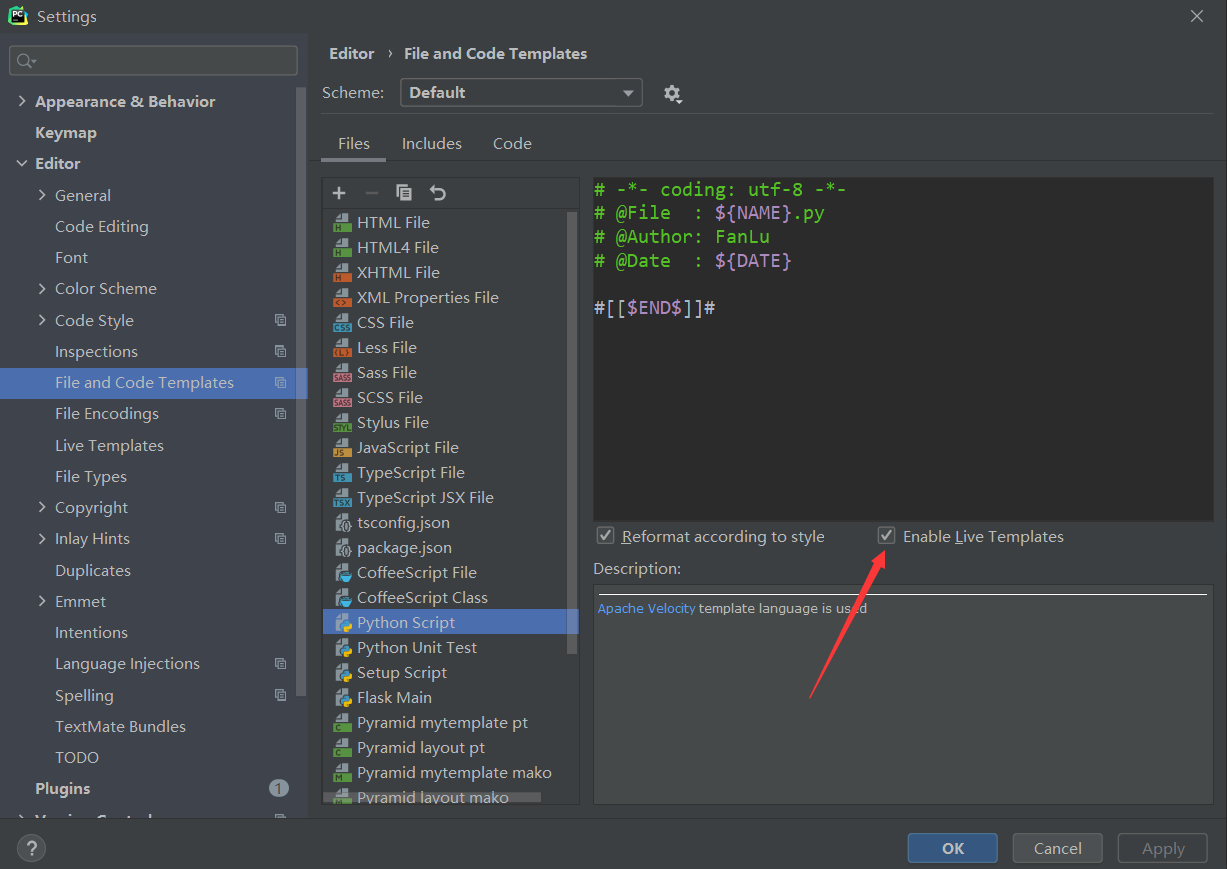 Settings
Appearance & Behavior
Keymap
Editor
General
Code Editing
Font
Color Scheme
Code Style
Inspections
File and Code Templates
File Encodings
Live Templates
File Types
Copyright
Inlay Hints
Duplicates
Emmet
Intentions
Language Injections
Spelling
TextMate Bundles
TODO
Plugins
1
Version Control
Editor › File and Code Templates
Scheme: Default
Files Includes Code
HTML File
HTML4 File
XHTML File
XML Properties File
CSS File
Less File
Sass File
SCSS File
Stylus File
JavaScript File
TypeScript File
TypeScript JSX File
tsconfig.json
package.json
CoffeeScript File
CoffeeScript Class
Python Script
Python Unit Test
Setup Script
Flask Main
Pyramid mytemplate pt
Pyramid layout pt
Pyramid mytemplate mako
Pyramid layout mako
# -*- coding: utf-8 -*-
# @File  : ${NAME}.py
# @Author: FanLu
# @Date  : ${DATE}
#[[$END$]]#
Reformat according to style
Enable Live Templates
Description:
Apache Velocity template language is used
?
OK Cancel Apply